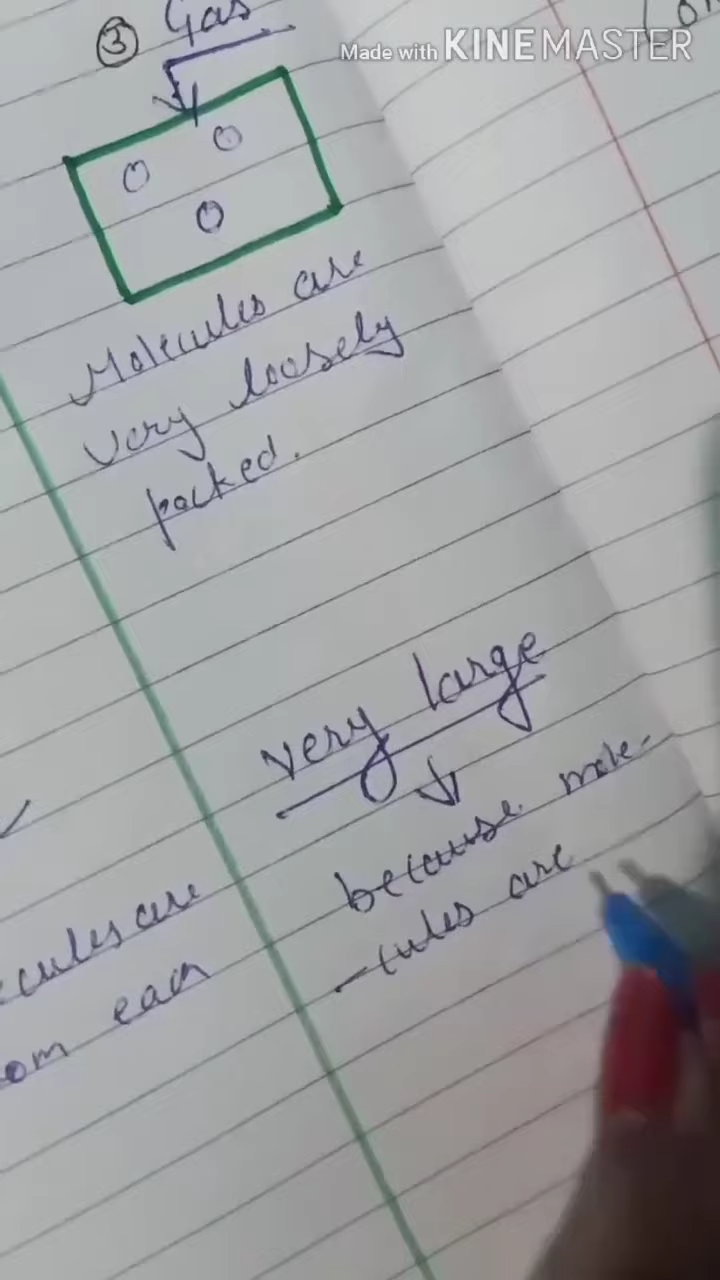 ③ Gas
Made with KINEMASTER
Molecules are
very loosely
packed.
very large
because mole-
cules are
cules are
om each